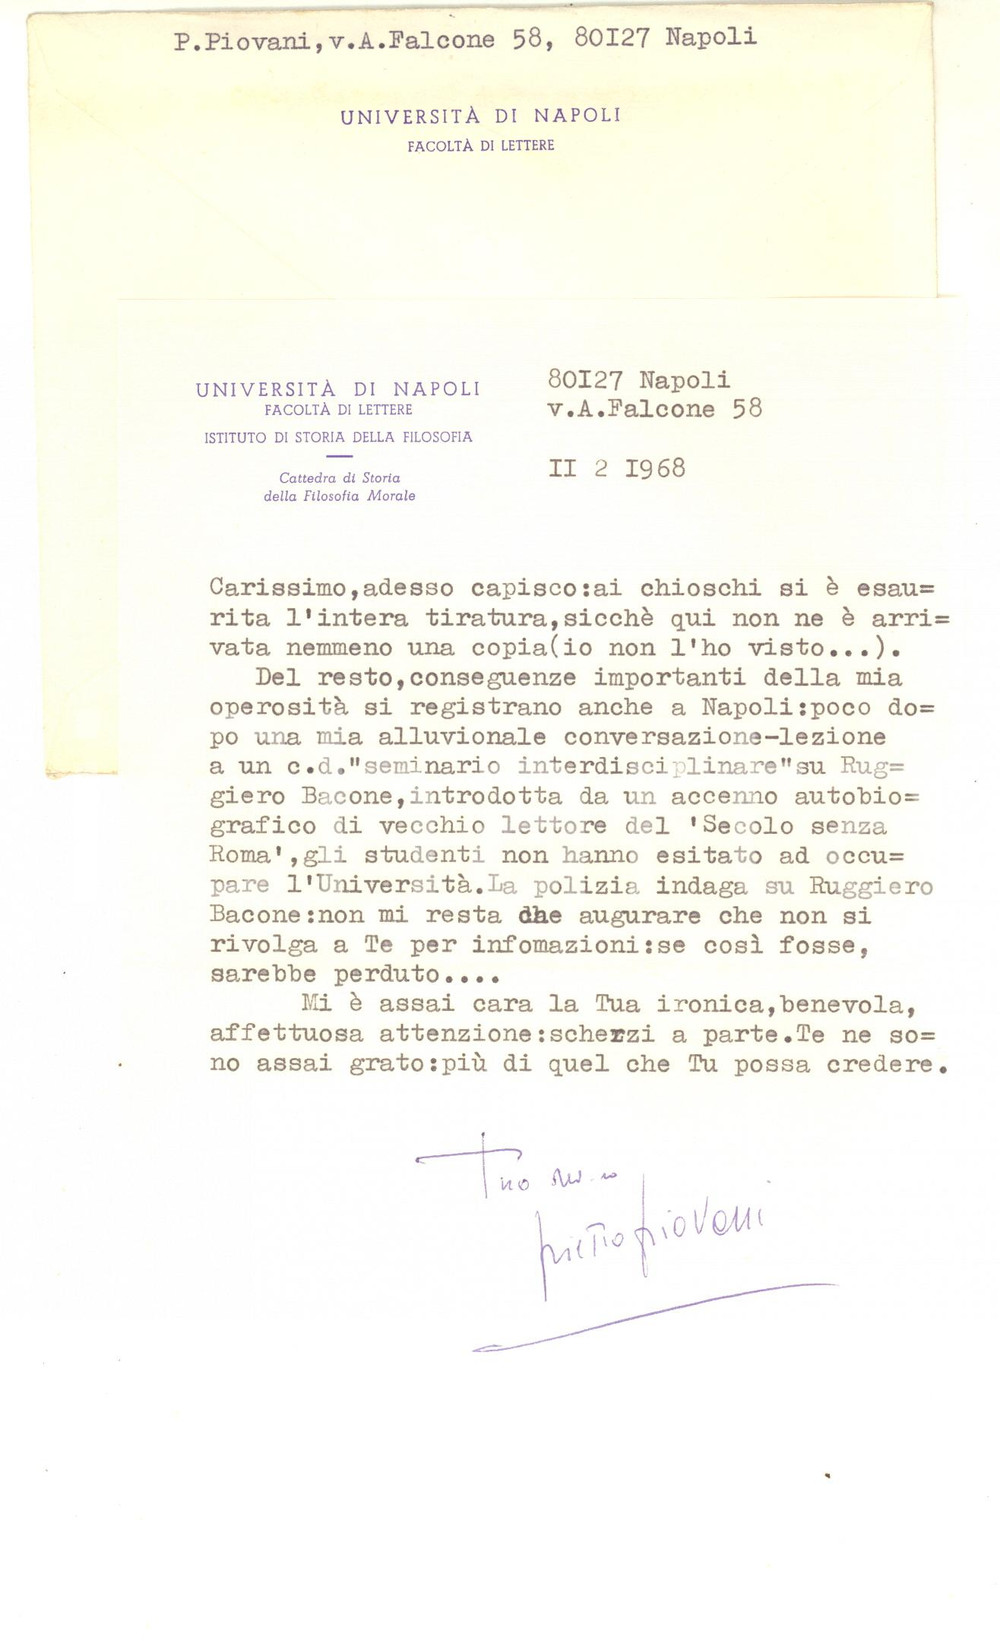 P.Piovani,v.A.Falcone 58, 80I27 Napoli
UNIVERSITÀ DI NAPOLI
FACOLTÀ DI LETTERE
UNIVERSITÀ DI NAPOLI
FACOLTÀ DI LETTERE
ISTITUTO DI STORIA DELLA FILOSOFIA
Cattedra di Storia
della Filosofia Morale
80I27 Napoli
v.A.Falcone 58
II 2 I968
Carissimo,adesso capisco:ai chioschi si è esau=
rita l'intera tiratura,sicchè qui non ne è arri=
vata nemmeno una copia(io non l'ho visto...).
Del resto,conseguenze importanti della mia
operosità si registrano anche a Napoli:poco do=
po una mia alluvionale conversazione-lezione
a un c.d."seminario interdisciplinare"su Rug=
giero Bacone,introdotta da un accenno autobio=
grafico di vecchio lettore del 'Secolo senza
Roma',gli studenti non hanno esitato ad occu=
pare l'Università.La polizia indaga su Ruggiero
Bacone:non mi resta che augurare che non si
rivolga a Te per infomazioni:se così fosse,
sarebbe perduto....
Mi è assai cara la Tua ironica,benevola,
affettuosa attenzione:scherzi a parte.Te ne so=
no assai grato:più di quel che Tu possa credere.
Tuo
pietro piovani